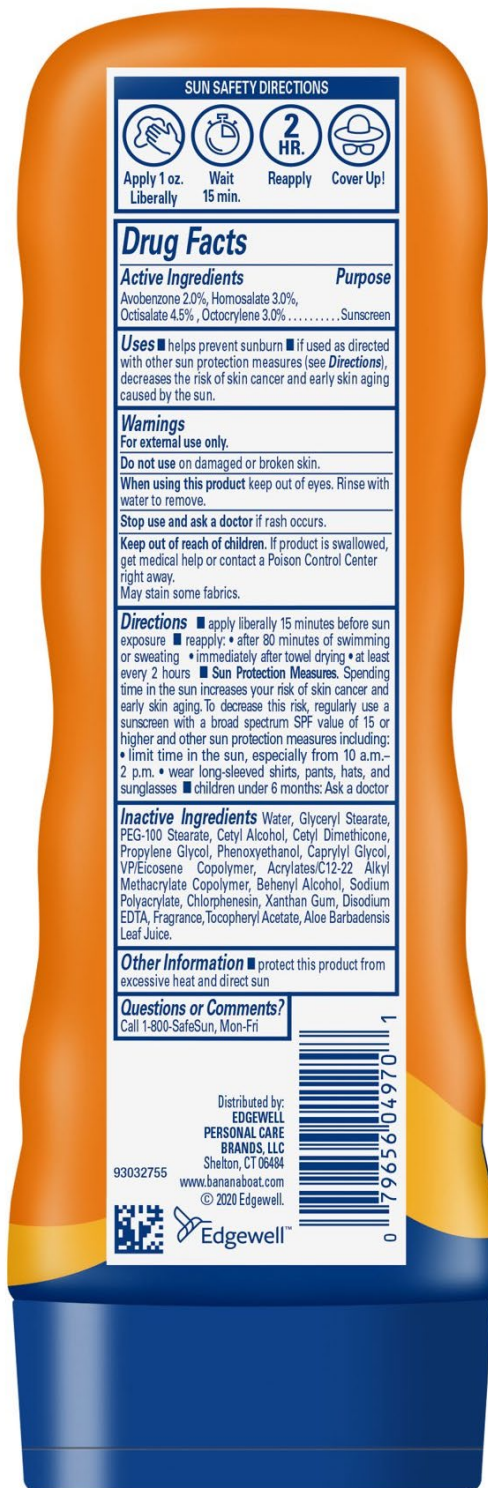 SUN SAFETY DIRECTIONS
2
HR.
Apply 1 oz.
Liberally
Wait
15 min.
Reapply
Cover Up!
Drug Facts
Active Ingredients Purpose
Avobenzone 2.0%, Homosalate 3.0%,
Octisalate 4.5% , Octocrylene 3.0% . . . . . . . . . . Sunscreen
Uses ■ helps prevent sunburn ■ if used as directed
with other sun protection measures (see Directions),
decreases the risk of skin cancer and early skin aging
caused by the sun.
Warnings
For external use only.
Do not use on damaged or broken skin.
When using this product keep out of eyes. Rinse with
water to remove.
Stop use and ask a doctor if rash occurs.
Keep out of reach of children. If product is swallowed,
get medical help or contact a Poison Control Center
right away.
May stain some fabrics.
Directions ■ apply liberally 15 minutes before sun
exposure ■ reapply: • after 80 minutes of swimming
or sweating • immediately after towel drying • at least
every 2 hours ■ Sun Protection Measures. Spending
time in the sun increases your risk of skin cancer and
early skin aging. To decrease this risk, regularly use a
sunscreen with a broad spectrum SPF value of 15 or
higher and other sun protection measures including:
• limit time in the sun, especially from 10 a.m.–
2 p.m. • wear long-sleeved shirts, pants, hats, and
sunglasses ■ children under 6 months: Ask a doctor
Inactive Ingredients Water, Glyceryl Stearate,
PEG-100 Stearate, Cetyl Alcohol, Cetyl Dimethicone,
Propylene Glycol, Phenoxyethanol, Caprylyl Glycol,
VP/Eicosene Copolymer, Acrylates/C12-22 Alkyl
Methacrylate Copolymer, Behenyl Alcohol, Sodium
Polyacrylate, Chlorphenesin, Xanthan Gum, Disodium
EDTA, Fragrance, Tocopheryl Acetate, Aloe Barbadensis
Leaf Juice.
Other Information ■ protect this product from
excessive heat and direct sun
Questions or Comments?
Call 1-800-SafeSun, Mon-Fri
Distributed by:
EDGEWELL
PERSONAL CARE
BRANDS, LLC
Shelton, CT 06484
www.bananaboat.com
© 2020 Edgewell.
93032755
Edgewell™
0 79656 04970 1